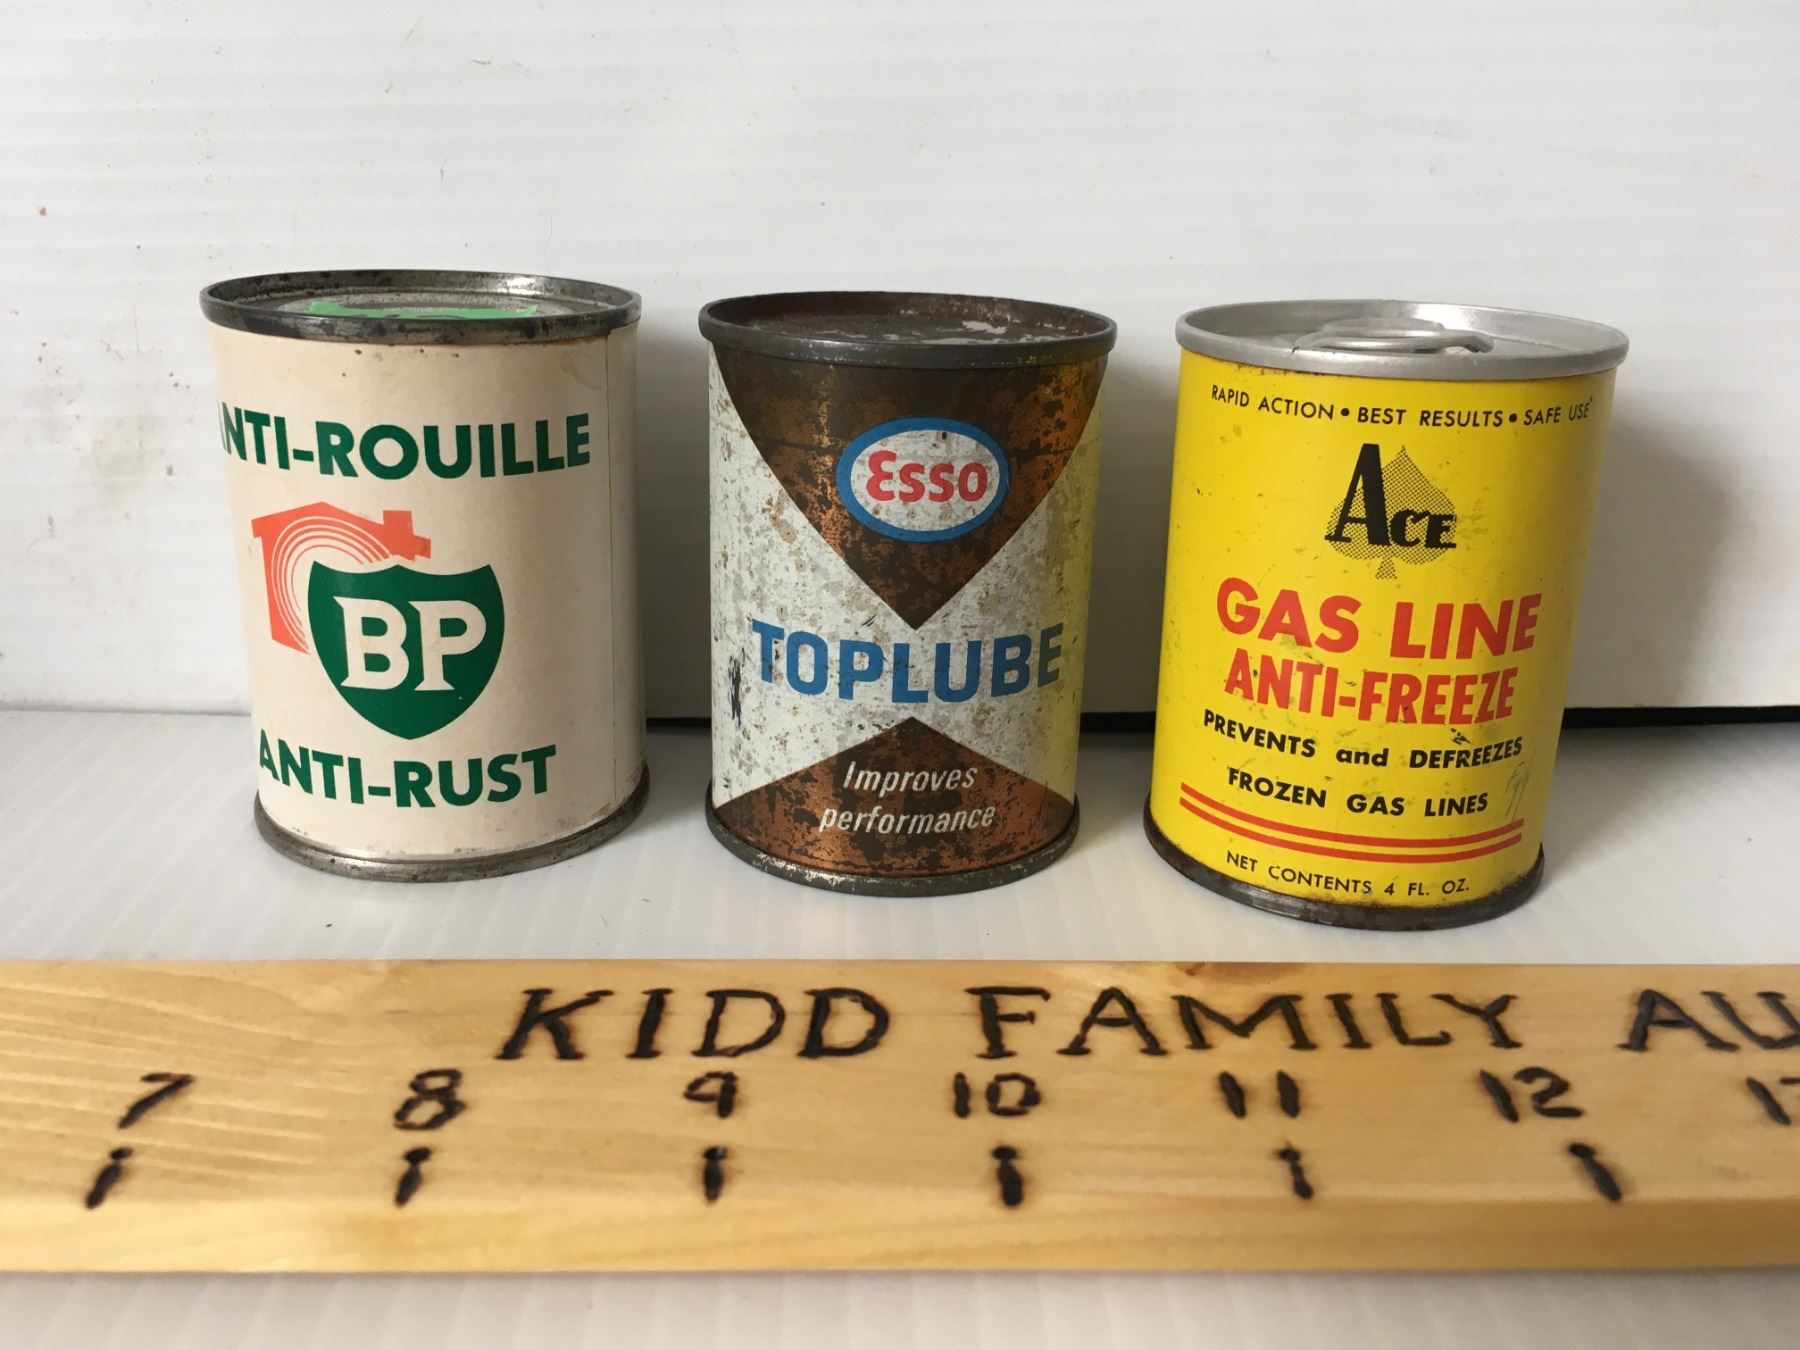 NTI-ROUILLE
BP
ANTI-RUST
Esso
TOPLUBE
Improves
performance
RAPID ACTION • BEST RESULTS • SAFE USE
ACE
GAS LINE
ANTI-FREEZE
PREVENTS and DEFREEZES
FROZEN GAS LINES
NET CONTENTS 4 FL. OZ.
KIDD FAMILY AU
7 8 9 10 11 12